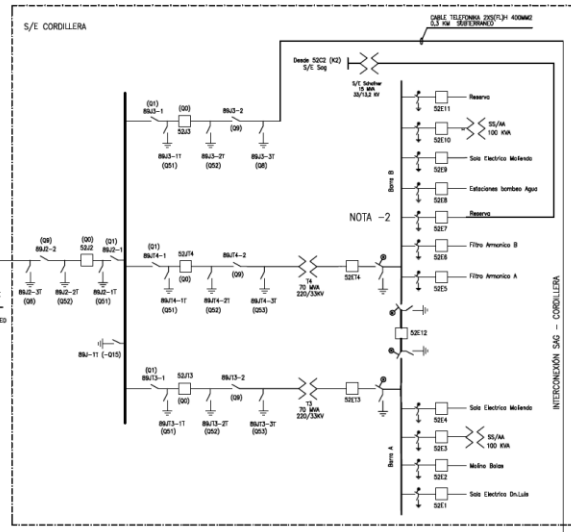 S/E CORDILLERA
CABLE TELEFONIKA 2X5(FL)H 400MM2
0,3 KM SUBTERRANEO
Desde 52C2 (K2)
S/E Sag
S/E Scheiner
15 MVA
33/13,2 KV
(Q1)
89J3-1
(Q0)
52J3
89J3-2
(Q9)
89J3-1T
(Q51)
89J3-2T
(Q52)
89J3-3T
(Q8)
(Q9)
89J2-2
(Q0)
52J2
(Q1)
89J2-1
89J2-3T
(Q8)
89J2-2T
(Q52)
89J2-1T
(Q51)
89J-1T (-Q15)
(Q1)
89JT4-1
52JT4
(Q0)
89JT4-2
(Q9)
89JT4-1T
(Q51)
89JT4-2T
(Q52)
89JT4-3T
(Q53)
T4
70 MVA
220/33KV
52ET4
(Q1)
89JT3-1
52JT3
(Q0)
89JT3-2
(Q9)
89JT3-1T
(Q51)
89JT3-2T
(Q52)
89JT3-3T
(Q53)
T3
70 MVA
220/33KV
52ET3
Barra B
NOTA -2
52E11
Reserva
52E10
SS/AA
100 KVA
52E9
Sala Electrica Molienda
52E8
Estaciones bombeo Agua
52E7
Reserva
52E6
Filtro Armonico B
52E5
Filtro Armonico A
52E12
Barra A
52E4
Sala Electrica Molienda
52E3
SS/AA
100 KVA
52E2
Molino Bolas
52E1
Sala Electrica Dn.Luis
INTERCONEXIÓN SAG - CORDILLERA